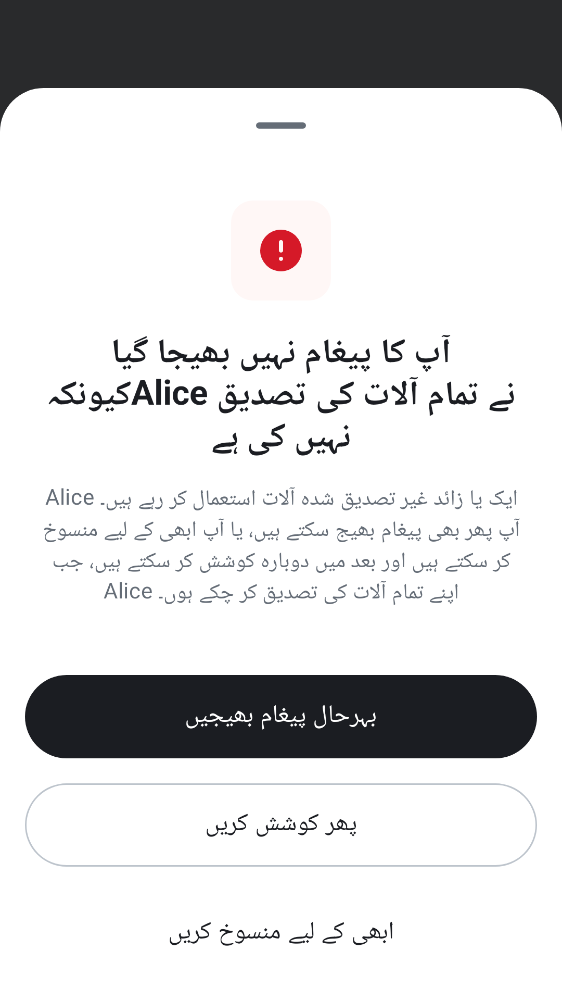 آپ کا پیغام نہیں بھیجا گیا
کیونکہ Alice نے تمام آلات کی تصدیق
نہیں کی ہے
Alice ایک یا زائد غیر تصدیق شدہ آلات استعمال کر رہے ہیں۔
آپ پھر بھی پیغام بھیج سکتے ہیں، یا آپ ابھی کے لیے منسوخ
کر سکتے ہیں اور بعد میں دوبارہ کوشش کر سکتے ہیں، جب
Alice اپنے تمام آلات کی تصدیق کر چکے ہوں۔
بہرحال پیغام بھیجیں
پھر کوشش کریں
ابھی کے لیے منسوخ کریں